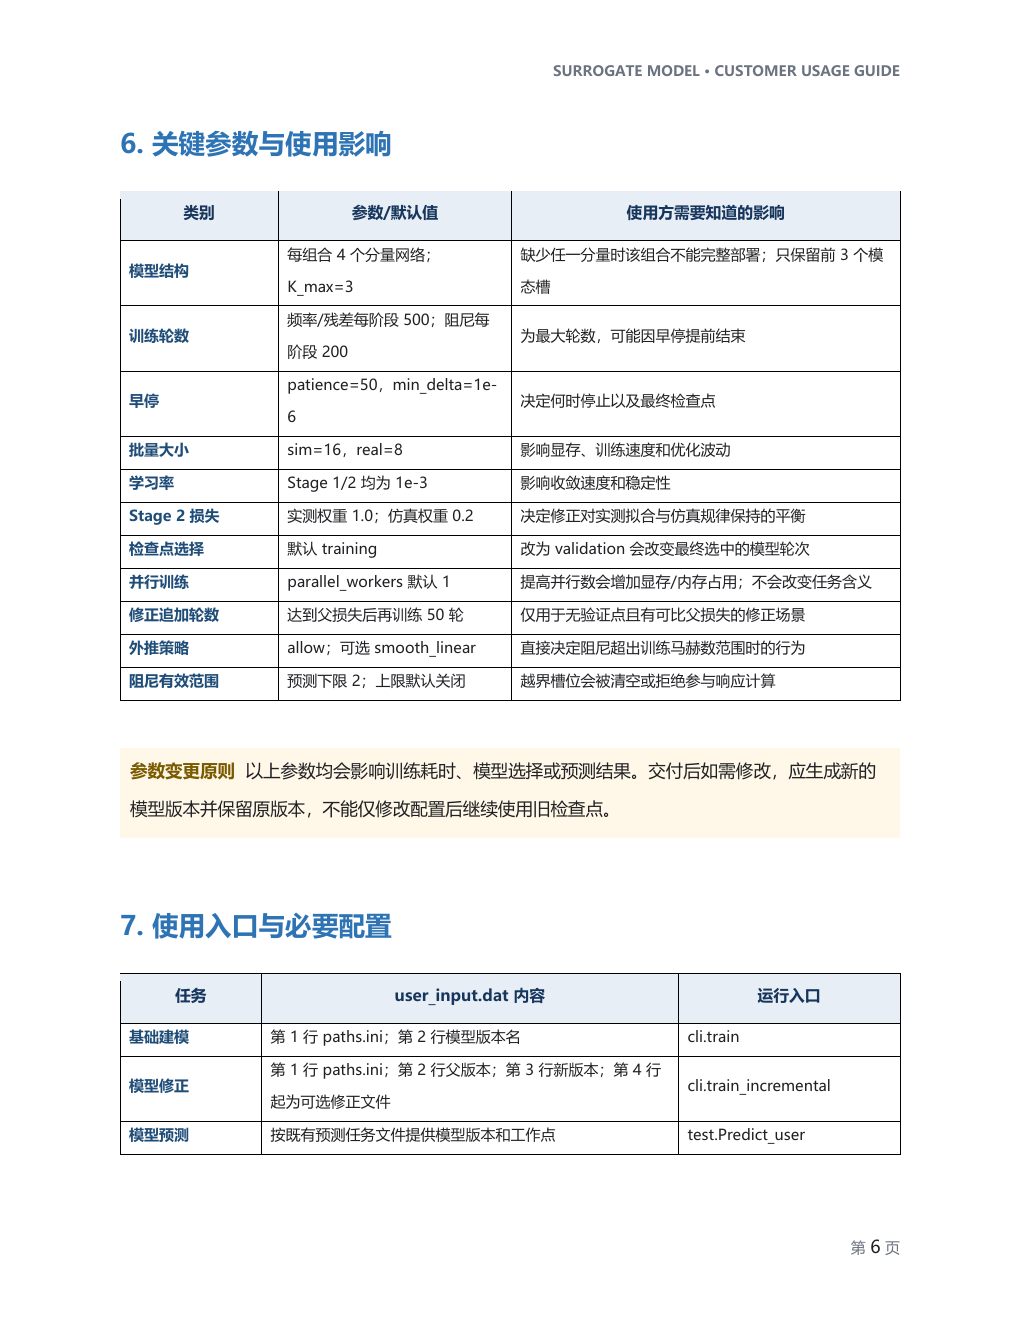 SURROGATE MODEL • CUSTOMER USAGE GUIDE
6. 关键参数与使用影响
类别 参数/默认值 使用方需要知道的影响
模型结构 每组合 4 个分量网络； 缺少任一分量时该组合不能完整部署；只保留前 3 个模
K_max=3 态槽
训练轮数 频率/残差每阶段 500；阻尼每 为最大轮数，可能因早停提前结束
阶段 200
早停 patience=50，min_delta=1e- 决定何时停止以及最终检查点
6
批量大小 sim=16，real=8 影响显存、训练速度和优化波动
学习率 Stage 1/2 均为 1e-3 影响收敛速度和稳定性
Stage 2 损失 实测权重 1.0；仿真权重 0.2 决定修正对实测拟合与仿真规律保持的平衡
检查点选择 默认 training 改为 validation 会改变最终选中的模型轮次
并行训练 parallel_workers 默认 1 提高并行数会增加显存/内存占用；不会改变任务含义
修正追加轮数 达到父损失后再训练 50 轮 仅用于无验证点且有可比父损失的修正场景
外推策略 allow；可选 smooth_linear 直接决定阻尼超出训练马赫数范围时的行为
阻尼有效范围 预测下限 2；上限默认关闭 越界槽位会被清空或拒绝参与响应计算
参数变更原则 以上参数均会影响训练耗时、模型选择或预测结果。交付后如需修改，应生成新的
模型版本并保留原版本，不能仅修改配置后继续使用旧检查点。
7. 使用入口与必要配置
任务 user_input.dat 内容 运行入口
基础建模 第 1 行 paths.ini；第 2 行模型版本名 cli.train
模型修正 第 1 行 paths.ini；第 2 行父版本；第 3 行新版本；第 4 行 cli.train_incremental
起为可选修正文件
模型预测 按既有预测任务文件提供模型版本和工作点 test.Predict_user
第 6 页